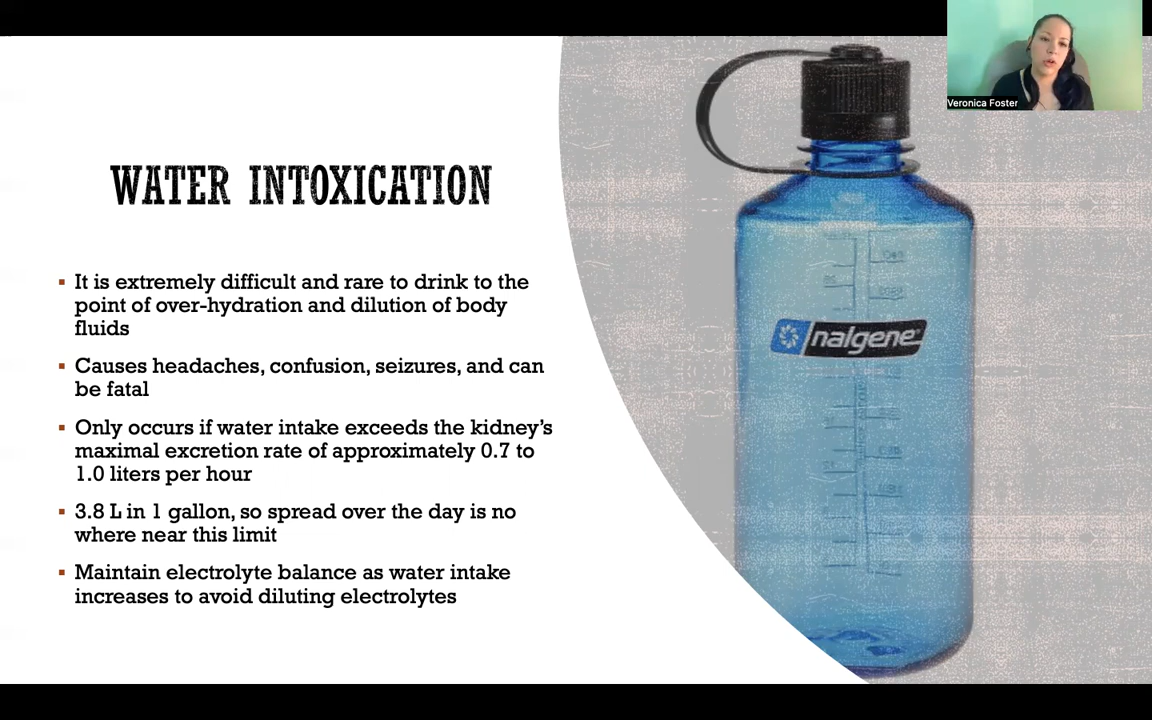 Veronica Foster
WATER INTOXICATION
▪ It is extremely difficult and rare to drink to the
point of over-hydration and dilution of body
fluids
▪ Causes headaches, confusion, seizures, and can
be fatal
▪ Only occurs if water intake exceeds the kidney's
maximal excretion rate of approximately 0.7 to
1.0 liters per hour
▪ 3.8 L in 1 gallon, so spread over the day is no
where near this limit
▪ Maintain electrolyte balance as water intake
increases to avoid diluting electrolytes
nalgene